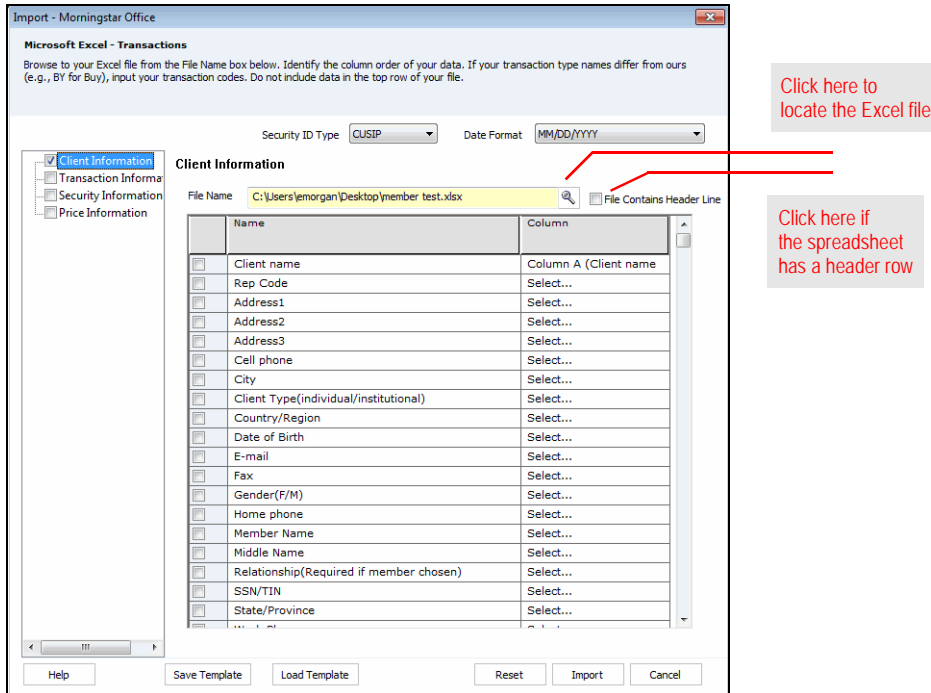 Import - Morningstar Office
Microsoft Excel - Transactions
Browse to your Excel file from the File Name box below. Identify the column order of your data. If your transaction type names differ from ours
(e.g., BY for Buy), input your transaction codes. Do not include data in the top row of your file.
Click here to
locate the Excel file
Security ID Type CUSIP Date Format MM/DD/YYYY
Client Information
Transaction Informa
Security Information
Price Information
Client Information
File Name C:\Users\emorgan\Desktop\member test.xlsx File Contains Header Line
Click here if
the spreadsheet
has a header row
Name Column
Client name Column A (Client name
Rep Code Select...
Address1 Select...
Address2 Select...
Address3 Select...
Cell phone Select...
City Select...
Client Type(individual/institutional) Select...
Country/Region Select...
Date of Birth Select...
E-mail Select...
Fax Select...
Gender(F/M) Select...
Home phone Select...
Member Name Select...
Middle Name Select...
Relationship(Required if member chosen) Select...
SSN/TIN Select...
State/Province Select...
Help Save Template Load Template Reset Import Cancel